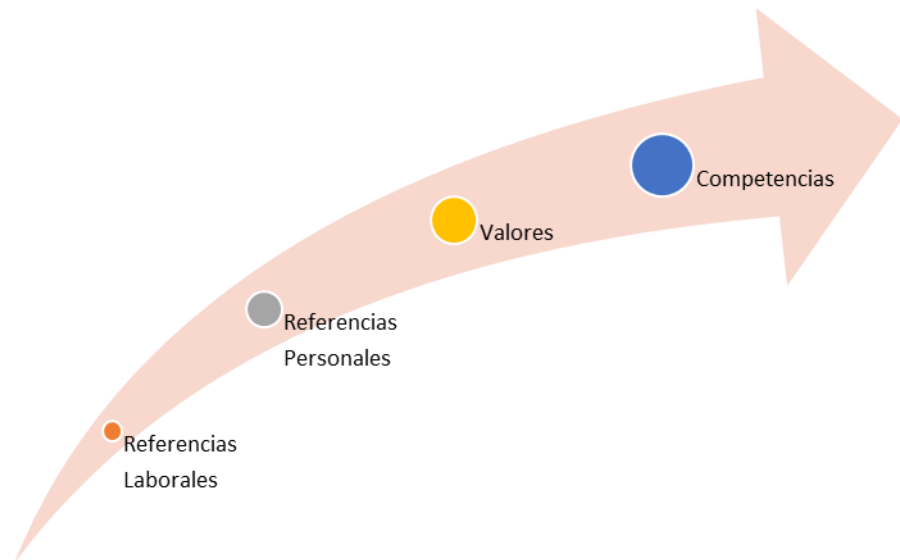 Competencias
Valores
Referencias
Personales
Referencias
Laborales